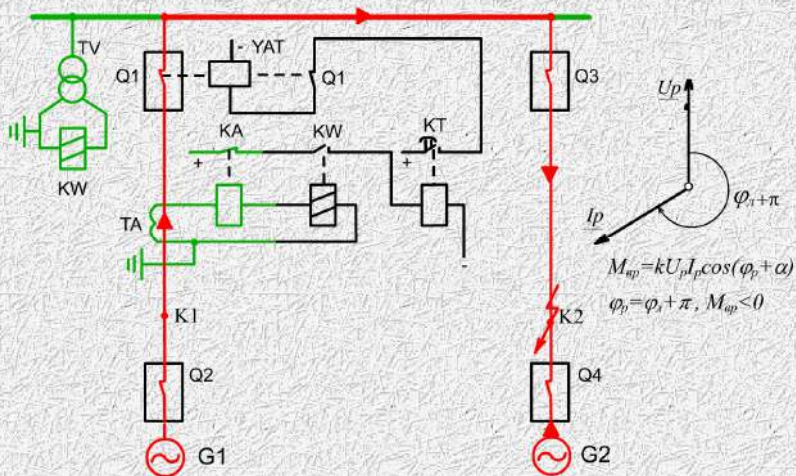 TV
- YAT
Q1
Q1
Q3
KA
KW
KT
+
+
KW
TA
-
Up
Ip
φл+π
Mвр=kUpIpcos(φp+α)
φp=φл+π, Mвр<0
K1
K2
Q2
Q4
G1
G2